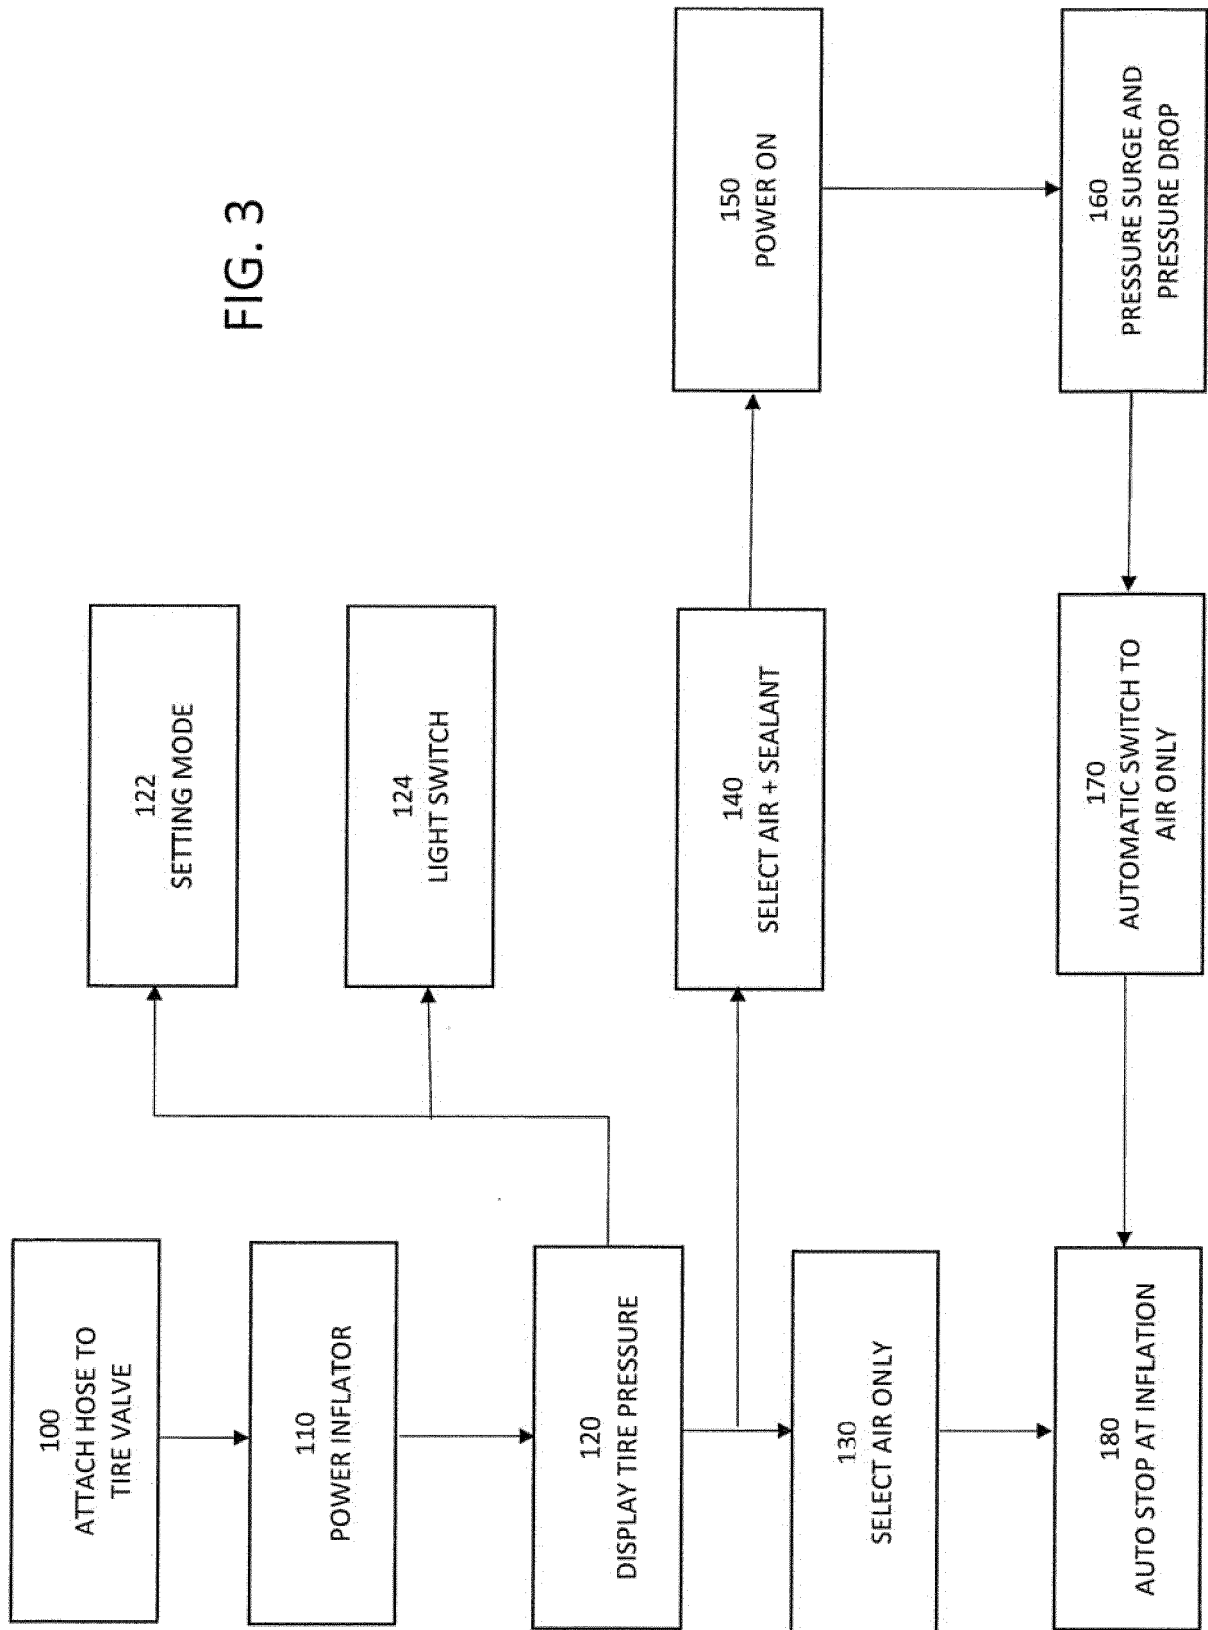 FIG. 3
100
ATTACH HOSE TO
TIRE VALVE
110
POWER INFLATOR
120
DISPLAY TIRE PRESSURE
122
SETTING MODE
124
LIGHT SWITCH
130
SELECT AIR ONLY
140
SELECT AIR + SEALANT
150
POWER ON
160
PRESSURE SURGE AND
PRESSURE DROP
170
AUTOMATIC SWITCH TO
AIR ONLY
180
AUTO STOP AT INFLATION